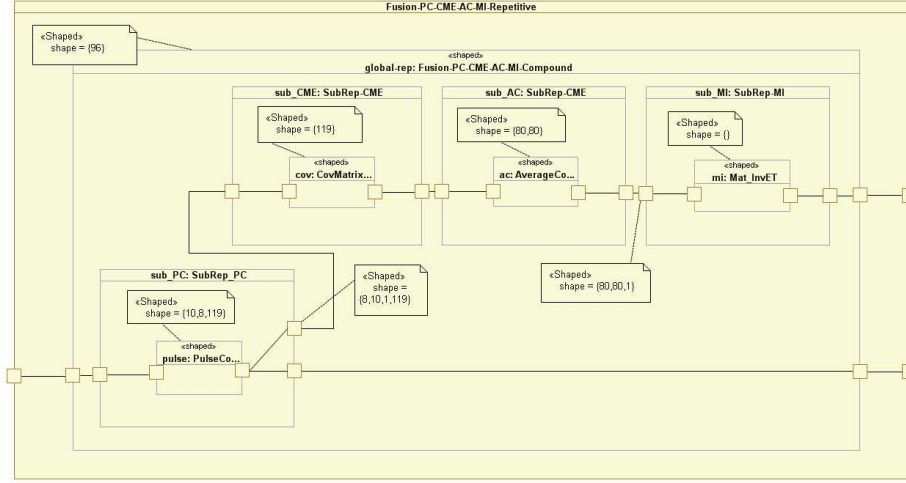 Fusion-PC-CME-AC-MI-Repetitive
«Shaped»
shape = {96}
«shaped»
global-rep: Fusion-PC-CME-AC-MI-Compound
sub_CME: SubRep-CME
«Shaped»
shape = {119}
«shaped»
cov: CovMatrix...
sub_AC: SubRep-CME
«Shaped»
shape = {80,80}
«shaped»
ac: AverageCo...
sub_MI: SubRep-MI
«Shaped»
shape = {}
«shaped»
mi: Mat_InvET
sub_PC: SubRep_PC
«Shaped»
shape = {10,8,119}
«shaped»
pulse: PulseCo...
«Shaped»
shape =
{8,10,1,119}
«Shaped»
shape = {80,80,1}